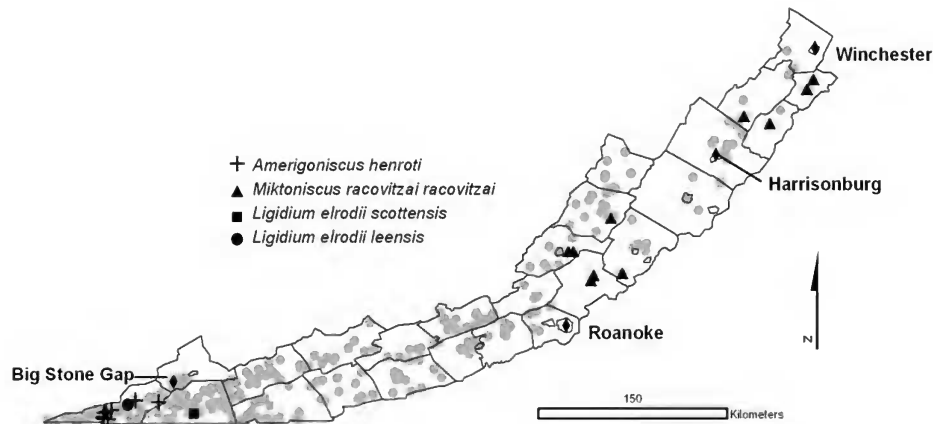 Winchester
Amerigoniscus henroti
Miktoniscus racovitzai racovitzai
Ligidium elrodii scottensis
Ligidium elrodii leensis
Harrisonburg
Roanoke
N
Big Stone Gap
150
Kilometers